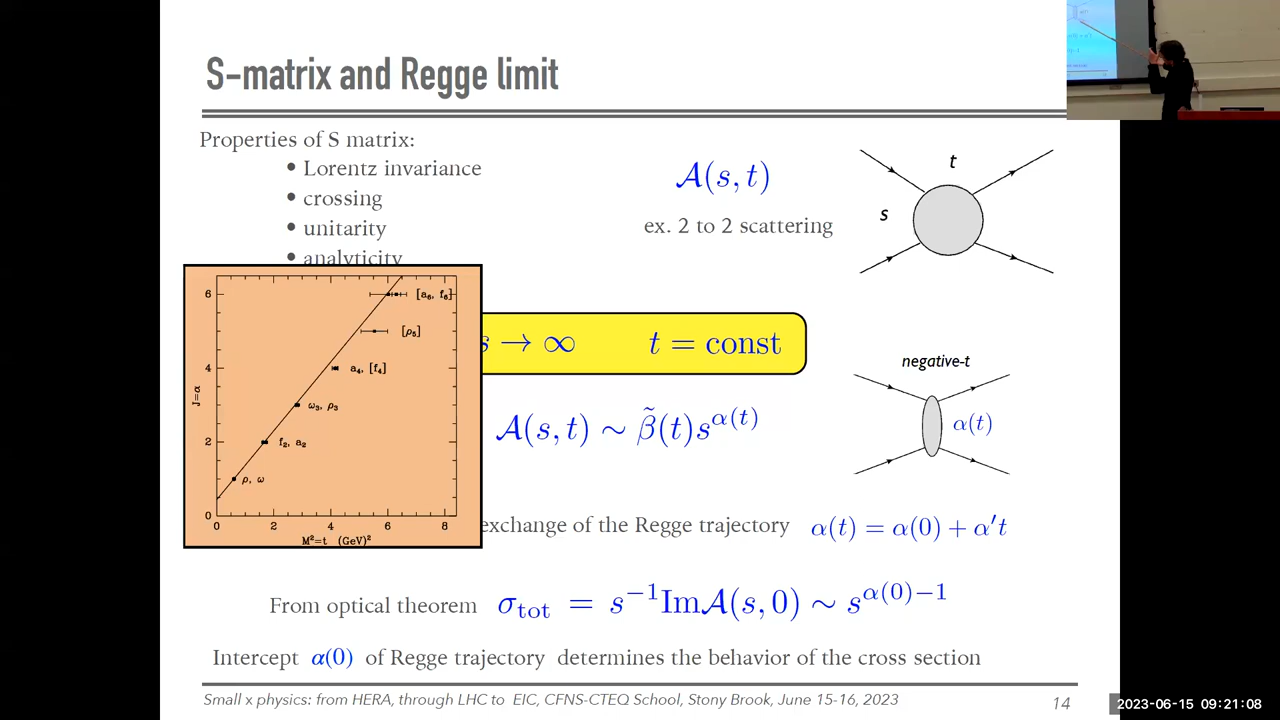 S-matrix and Regge limit
Properties of S matrix:
• Lorentz invariance
• crossing
• unitarity
• analyticity
𝒜(s, t)
ex. 2 to 2 scattering
t
s
s → ∞ t = const
6
4
2
0
J=α
[a₆, f₆]
[ρ₅]
a₄, [f₄]
ω₃, ρ₃
f₂, a₂
ρ, ω
0 2 4 6 8
M²=t (GeV)²
𝒜(s, t) ∼ β̃(t)s^{α(t)}
negative-t
α(t)
exchange of the Regge trajectory α(t) = α(0) + α′t
From optical theorem σ_tot = s⁻¹Im𝒜(s, 0) ∼ s^{α(0)−1}
Intercept α(0) of Regge trajectory determines the behavior of the cross section
Small x physics: from HERA, through LHC to EIC, CFNS-CTEQ School, Stony Brook, June 15-16, 2023
14
2023-06-15 09:21:08